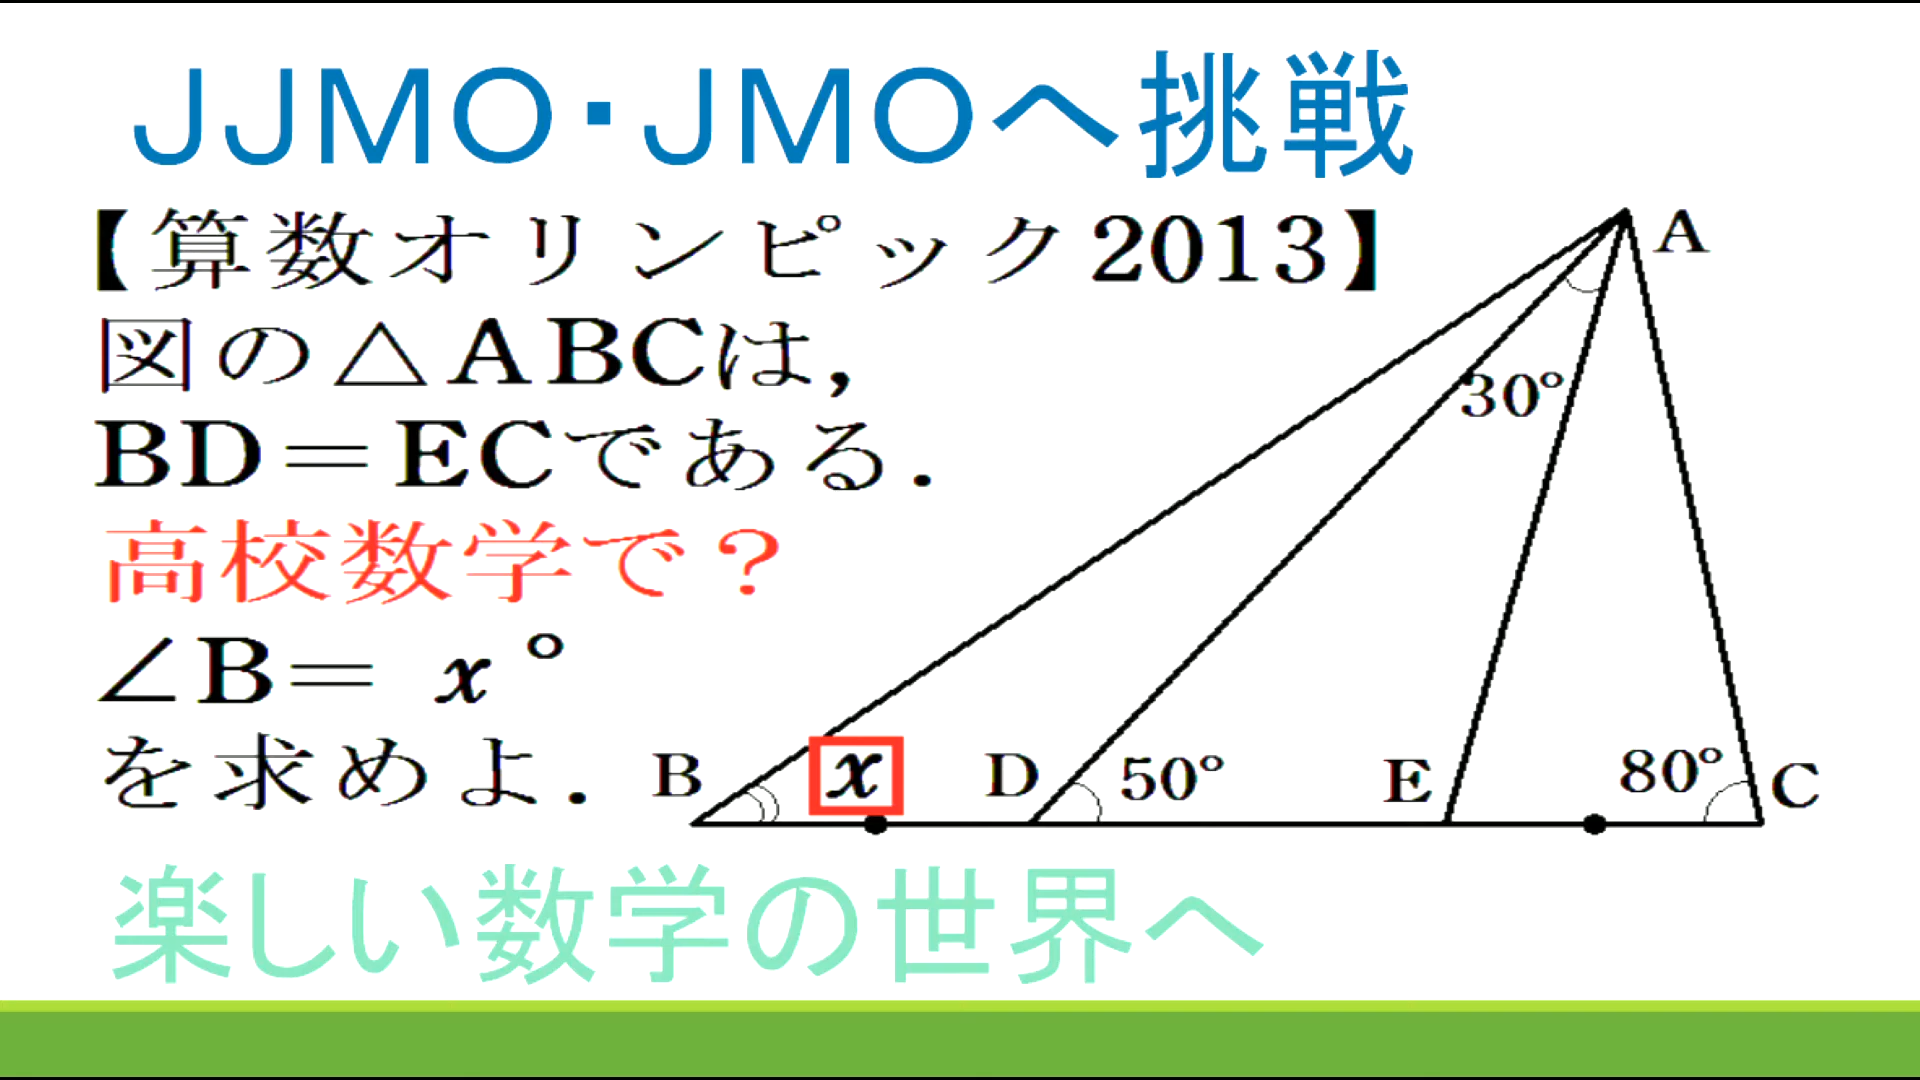 JJMO・JMOへ挑戦
【算数オリンピック2013】
図の△ABCは,
BD=ECである.
高校数学で?
∠B= x°
を求めよ.
A
30°
B
x
D
50°
E
80°
C
楽しい数学の世界へ